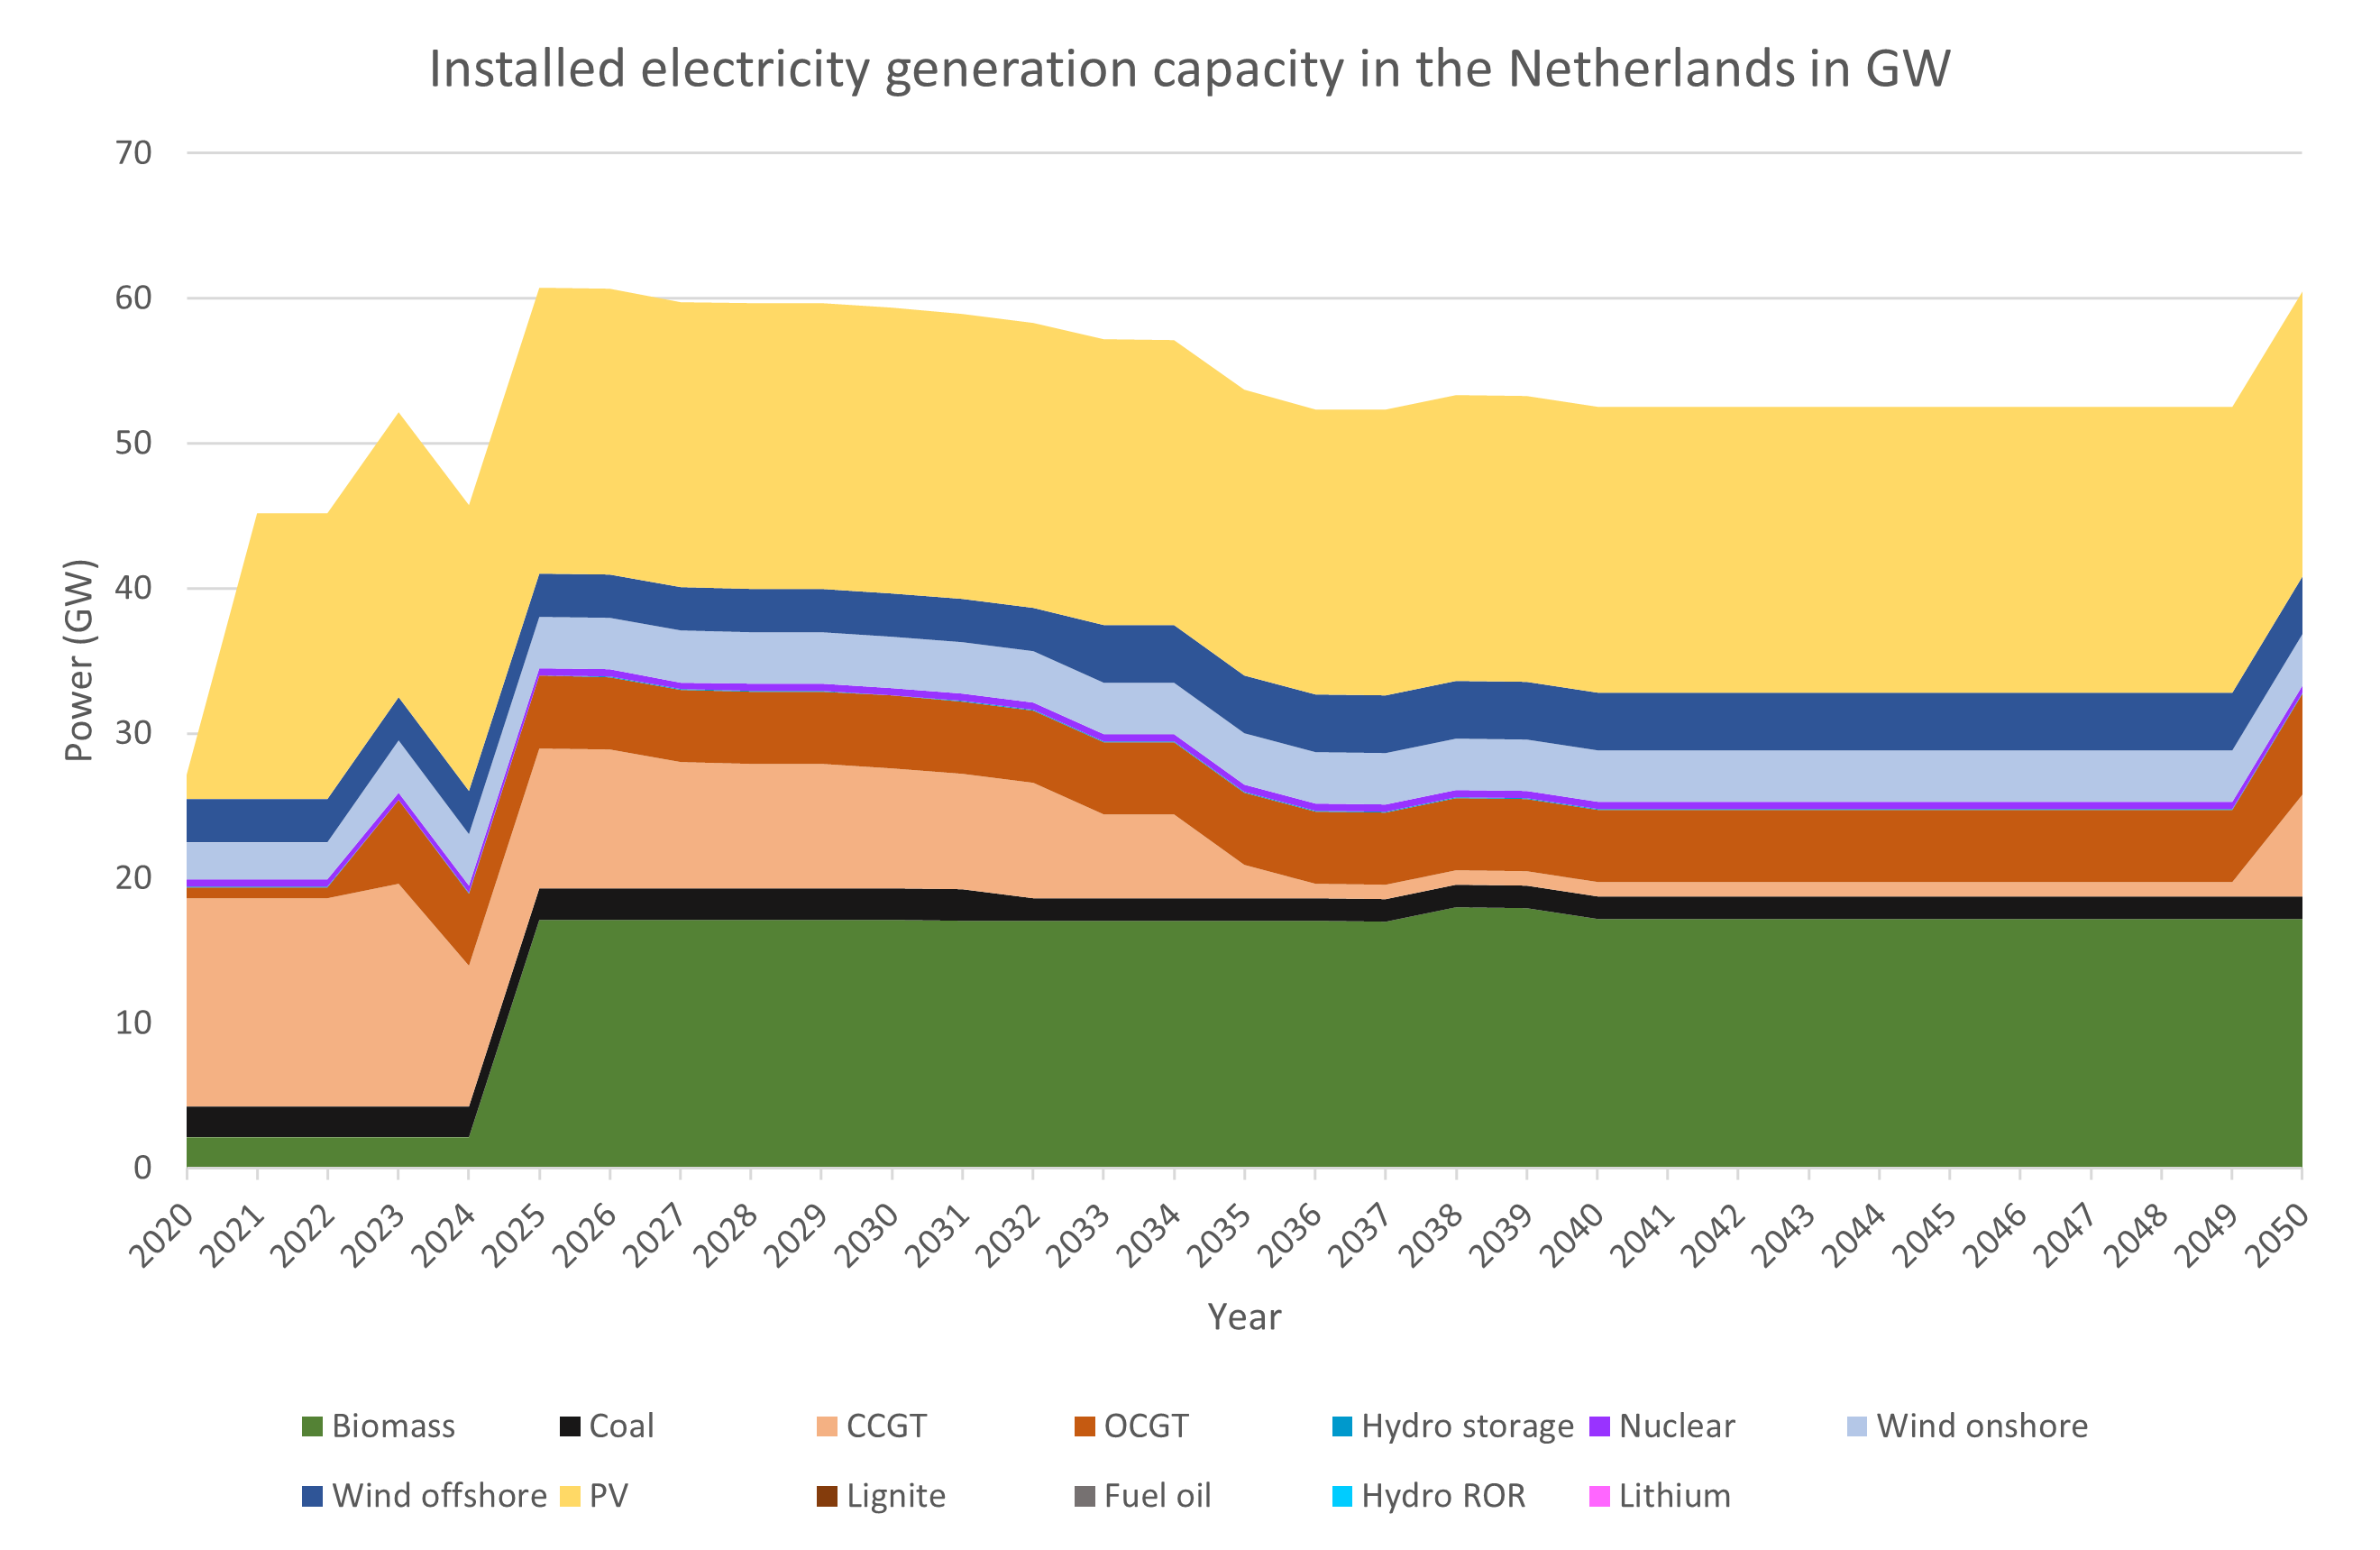 Installed electricity generation capacity in the Netherlands in GW
70
60
50
40
30
20
10
0
Power (GW)
2020 2021 2022 2023 2024 2025 2026 2027 2028 2029 2030 2031 2032 2033 2034 2035 2036 2037 2038 2039 2040 2041 2042 2043 2044 2045 2046 2047 2048 2049 2050
Year
Biomass Coal CCGT OCGT Hydro storage Nuclear Wind onshore
Wind offshore PV Lignite Fuel oil Hydro ROR Lithium